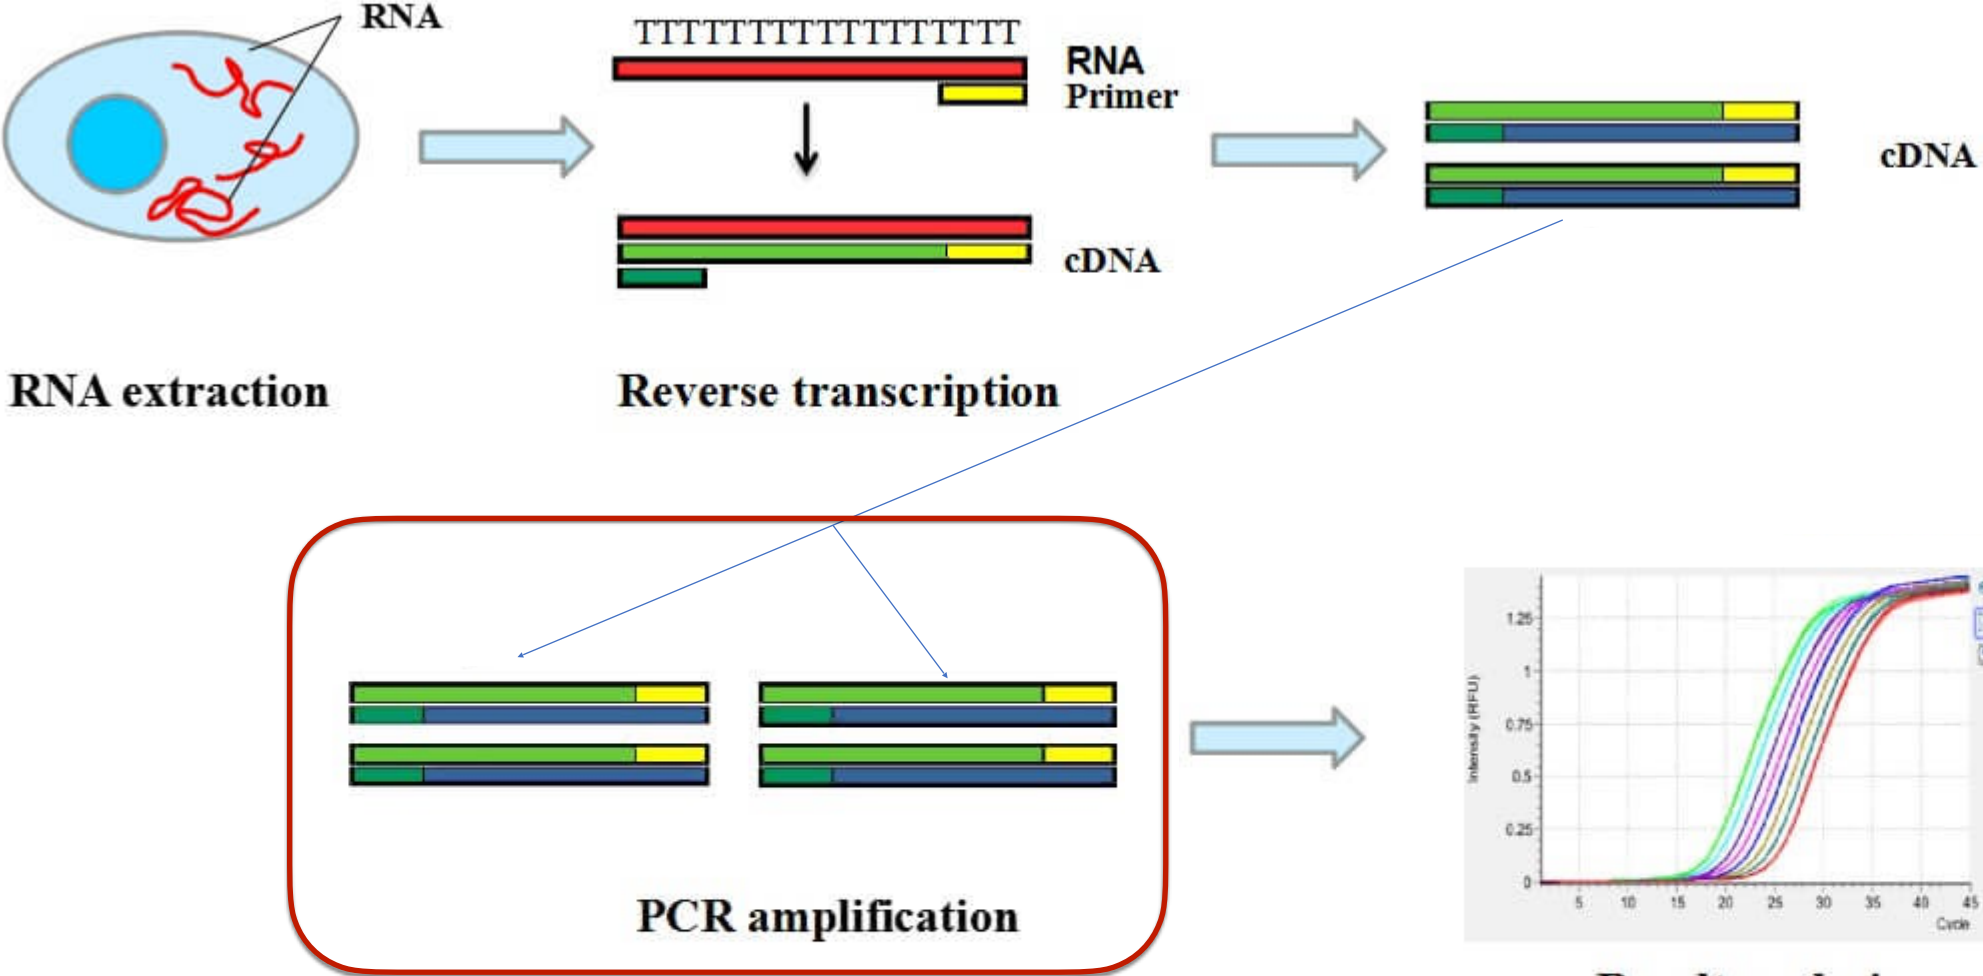 RNA
TTTTTTTTTTTTTTTTTTTTT
RNA
Primer
cDNA
cDNA
RNA extraction
Reverse transcription
PCR amplification
Intensity (RFU)
1.25
1
0.75
0.5
0.25
0
5 10 15 20 25 30 35 40 45
Cycle